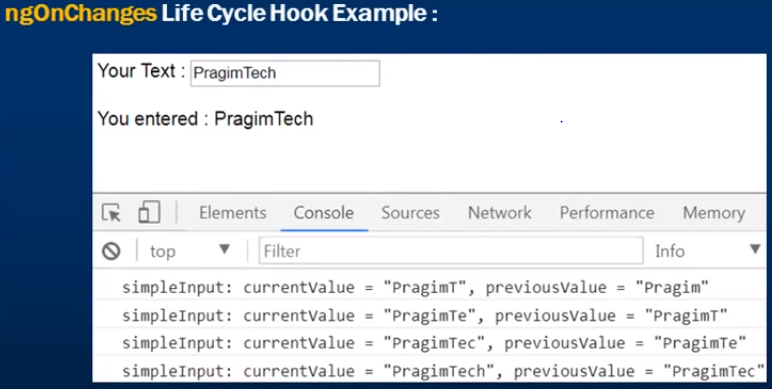 ngOnChanges Life Cycle Hook Example :
Your Text : PragimTech
You entered : PragimTech
Elements Console Sources Network Performance Memory
top ▼ Filter Info ▼
simpleInput: currentValue = "PragimT", previousValue = "Pragim"
simpleInput: currentValue = "PragimTe", previousValue = "PragimT"
simpleInput: currentValue = "PragimTec", previousValue = "PragimTe"
simpleInput: currentValue = "PragimTech", previousValue = "PragimTec"